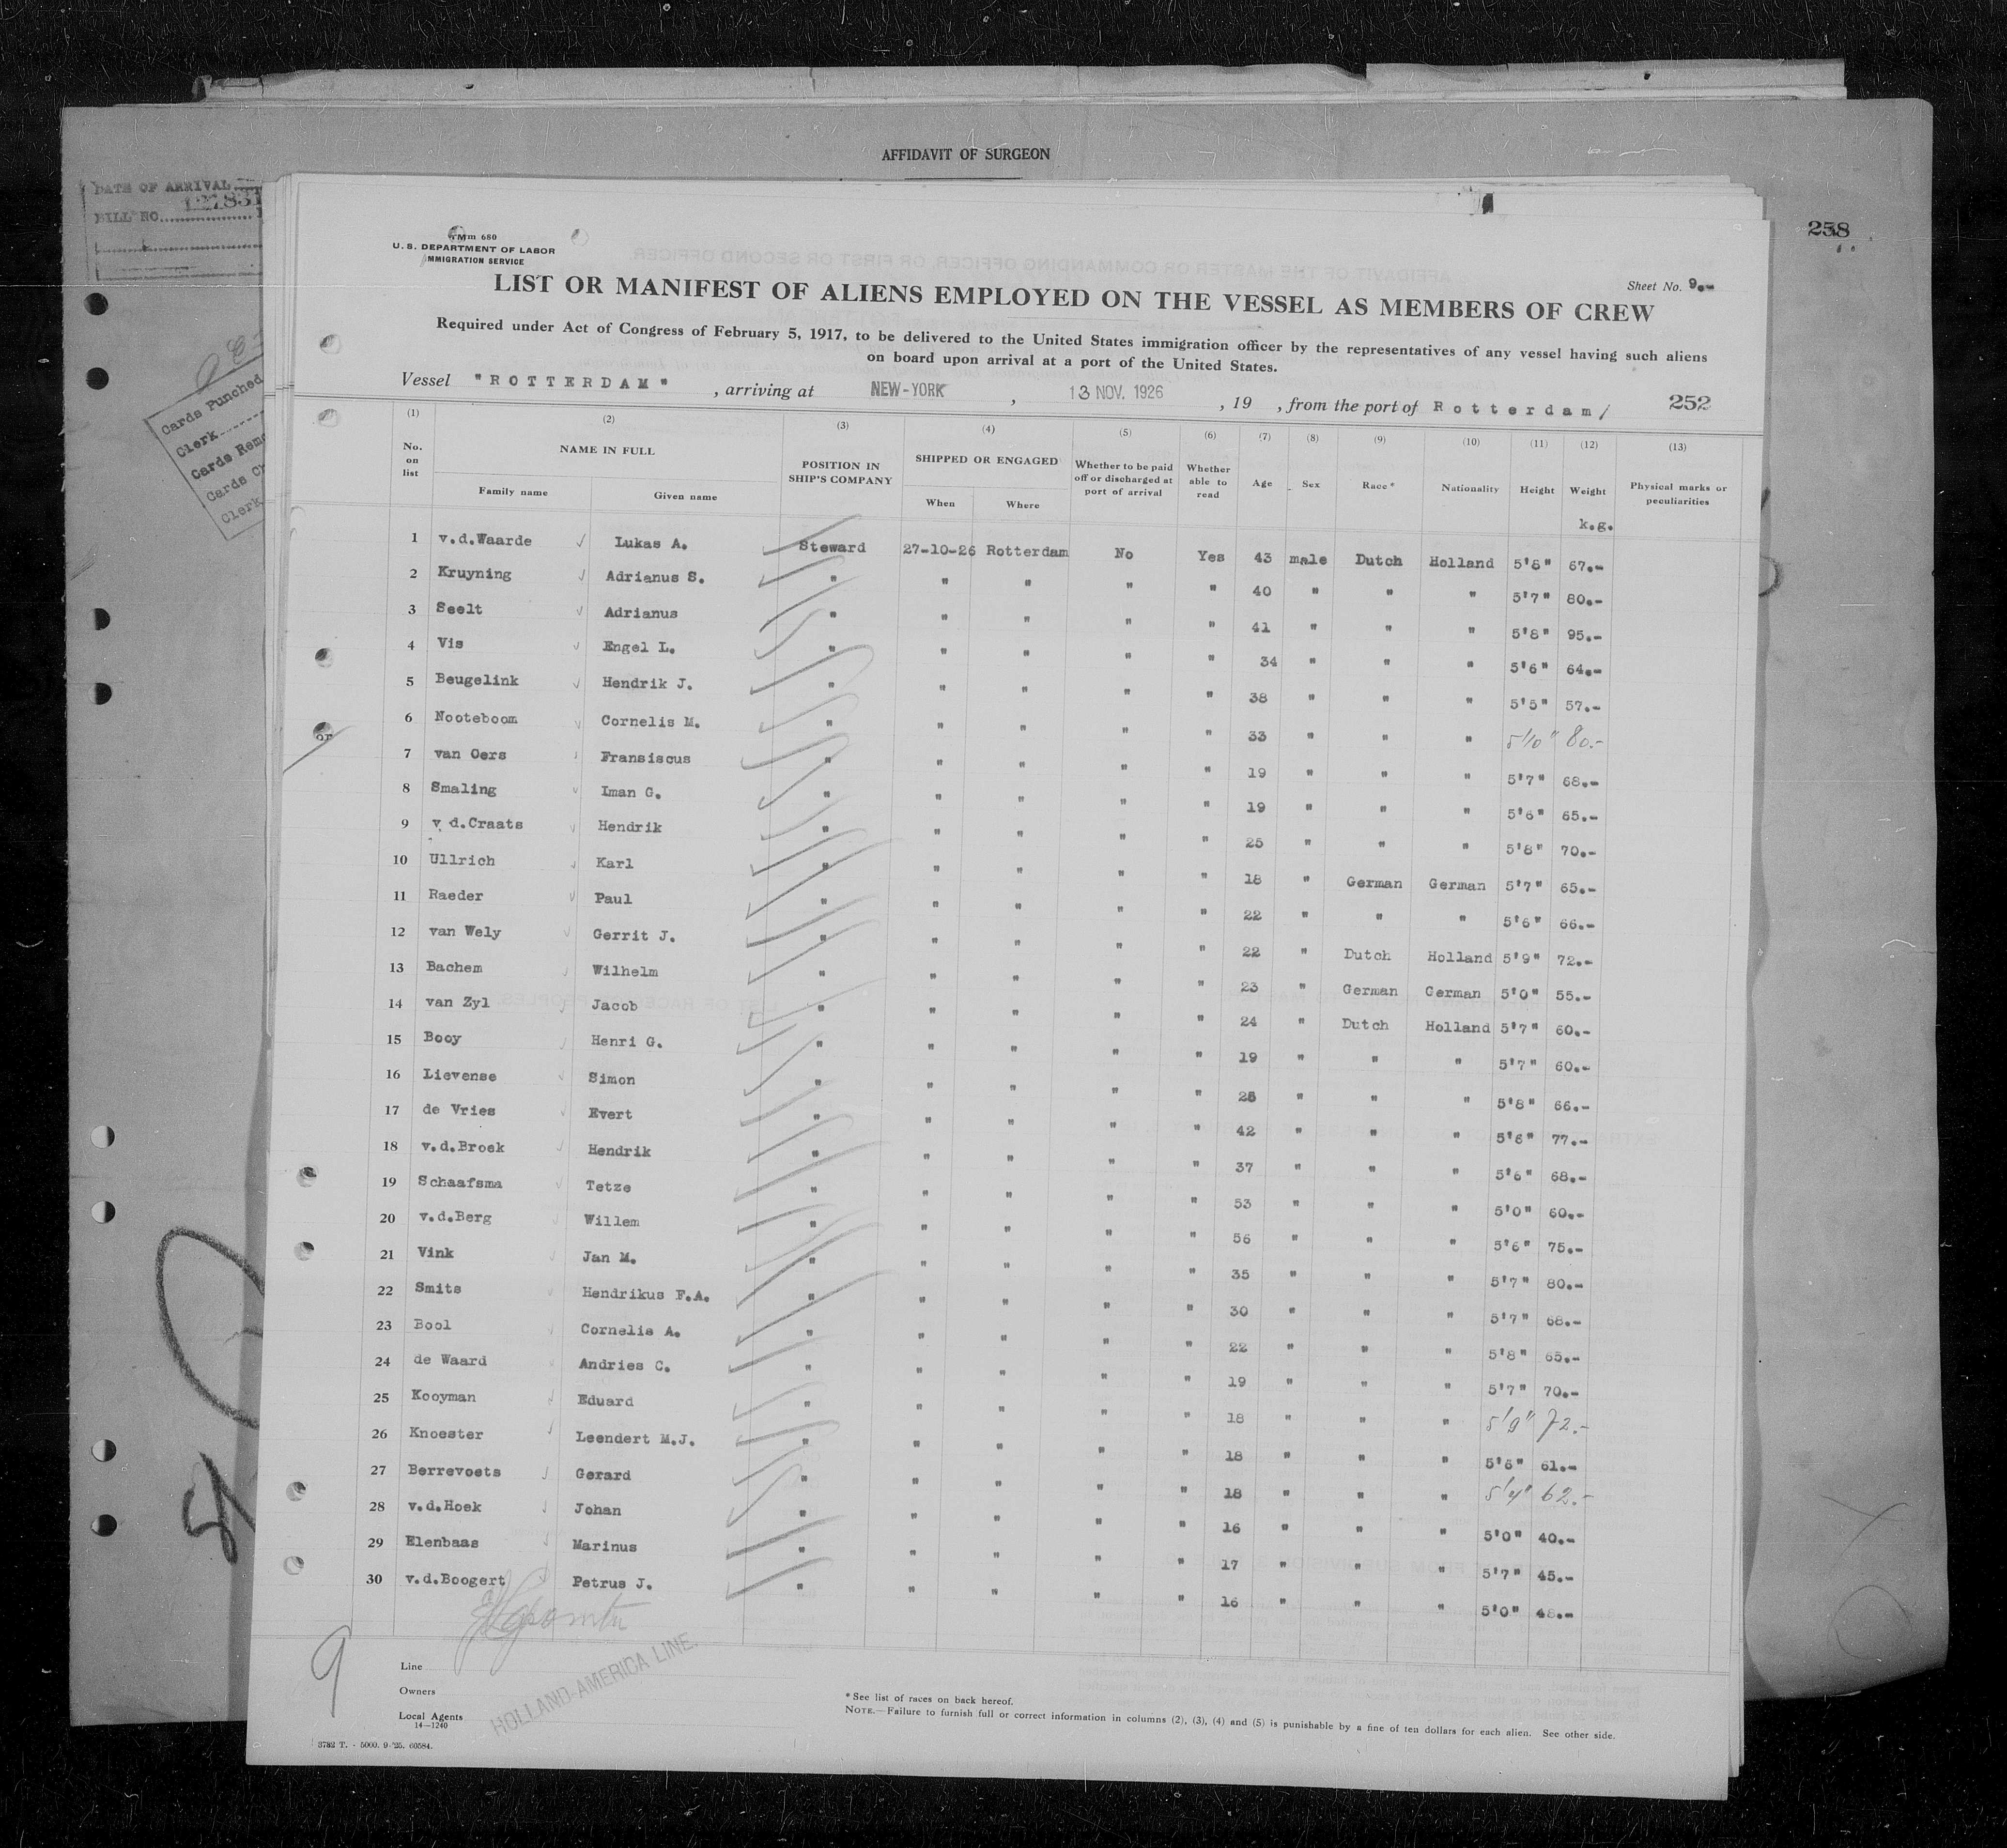 AFFIDAVIT OF SURGEON
DATE OF ARRIVAL
BILL NO.
258
Cards Punched
Clerk
Cards
Clerk
U. S. DEPARTMENT OF LABOR
IMMIGRATION SERVICE
Sheet No. 9.-
LIST OR MANIFEST OF ALIENS EMPLOYED ON THE VESSEL AS MEMBERS OF CREW
Required under Act of Congress of February 5, 1917, to be delivered to the United States immigration officer by the representatives of any vessel having such aliens
on board upon arrival at a port of the United States.
Vessel "ROTTERDAM" , arriving at NEW-YORK , 13 NOV. 1926 , 19 , from the port of Rotterdam/ 252
(1) (2) (3) (4) (5) (6) (7) (8) (9) (10) (11) (12) (13)
No. on list NAME IN FULL Family name Given name POSITION IN SHIP'S COMPANY SHIPPED OR ENGAGED When Where Whether to be paid off or discharged at port of arrival Whether able to read Age Sex Race* Nationality Height Weight Physical marks or peculiarities
k.g.
1 v.d.Waarde Lukas A. Steward 27-10-26 Rotterdam No Yes 43 male Dutch Holland 5'8" 67.-
2 Kruyning Adrianus S. " " " " " 40 " " " 5'7" 80.-
3 Seelt Adrianus " " " " " 41 " " " 5'8" 95.-
4 Vis Engel L. " " " " " 34 " " " 5'6" 64.-
5 Beugelink Hendrik J. " " " " " 38 " " " 5'5" 57.-
6 Nooteboom Cornelis M. " " " " " 33 " " " 5'10" 80.-
7 van Oers Fransiscus " " " " " 19 " " " 5'7" 68.-
8 Smaling Iman G. " " " " " 19 " " " 5'6" 65.-
9 v.d.Craats Hendrik " " " " " 25 " " " 5'8" 70.-
10 Ullrich Karl " " " " " 18 " German German 5'7" 65.-
11 Raeder Paul " " " " " 22 " " " 5'6" 66.-
12 van Wely Gerrit J. " " " " " 22 " Dutch Holland 5'9" 72.-
13 Bachem Wilhelm " " " " " 23 " German German 5'0" 55.-
14 van Zyl Jacob " " " " " 24 " Dutch Holland 5'7" 60.-
15 Booy Henri G. " " " " " 19 " " " 5'7" 60.-
16 Lievense Simon " " " " " 25 " " " 5'8" 66.-
17 de Vries Evert " " " " " 42 " " " 5'6" 77.-
18 v.d.Broek Hendrik " " " " " 37 " " " 5'6" 68.-
19 Schaafsma Tetze " " " " " 53 " " " 5'0" 60.-
20 v.d.Berg Willem " " " " " 56 " " " 5'6" 75.-
21 Vink Jan M. " " " " " 35 " " " 5'7" 80.-
22 Smits Hendrikus F.A. " " " " " 30 " " " 5'7" 68.-
23 Bool Cornelis A. " " " " " 22 " " " 5'8" 65.-
24 de Waard Andries C. " " " " " 19 " " " 5'7" 70.-
25 Kooyman Eduard " " " " " 18 " " " 5'9" 72.-
26 Knoester Leendert M.J. " " " " " 18 " " " 5'6" 61.-
27 Berrevoets Gerard " " " " " 18 " " " 5'4" 62.-
28 v.d.Hoek Johan " " " " " 16 " " " 5'0" 40.-
29 Elenbaas Marinus " " " " " 17 " " " 5'7" 45.-
30 v.d.Boogert Petrus J. " " " " " 16 " " " 5'0" 48.-
9
Line
Owners
Local Agents
HOLLAND-AMERICA LINE.
14—1240
* See list of races on back hereof.
NOTE.—Failure to furnish full or correct information in columns (2), (3), (4) and (5) is punishable by a fine of ten dollars for each alien. See other side.
3782 T. - 5000. 9-'25. 60584.